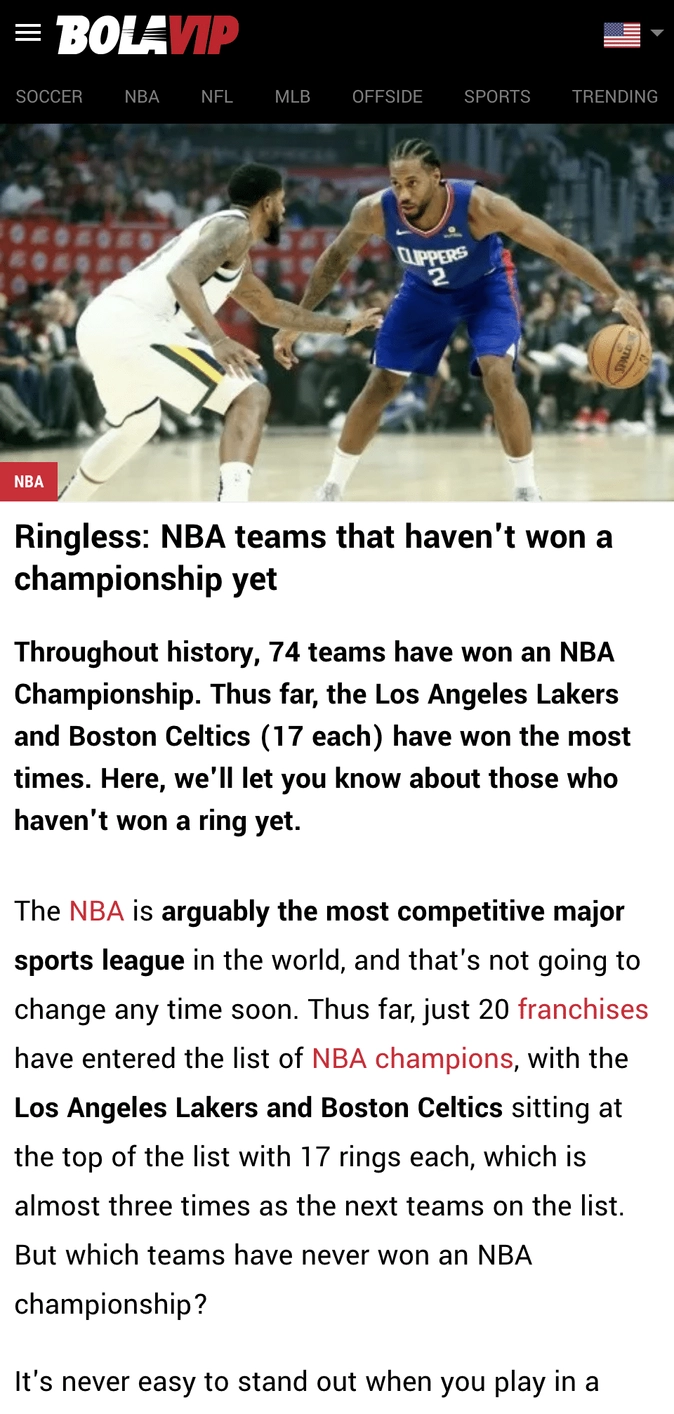 BOLAVIP
SOCCER NBA NFL MLB OFFSIDE SPORTS TRENDING
CLIPPERS
2
SPALDING
NBA
Ringless: NBA teams that haven't won a
championship yet
Throughout history, 74 teams have won an NBA
Championship. Thus far, the Los Angeles Lakers
and Boston Celtics (17 each) have won the most
times. Here, we'll let you know about those who
haven't won a ring yet.
The NBA is arguably the most competitive major
sports league in the world, and that's not going to
change any time soon. Thus far, just 20 franchises
have entered the list of NBA champions, with the
Los Angeles Lakers and Boston Celtics sitting at
the top of the list with 17 rings each, which is
almost three times as the next teams on the list.
But which teams have never won an NBA
championship?
It's never easy to stand out when you play in a